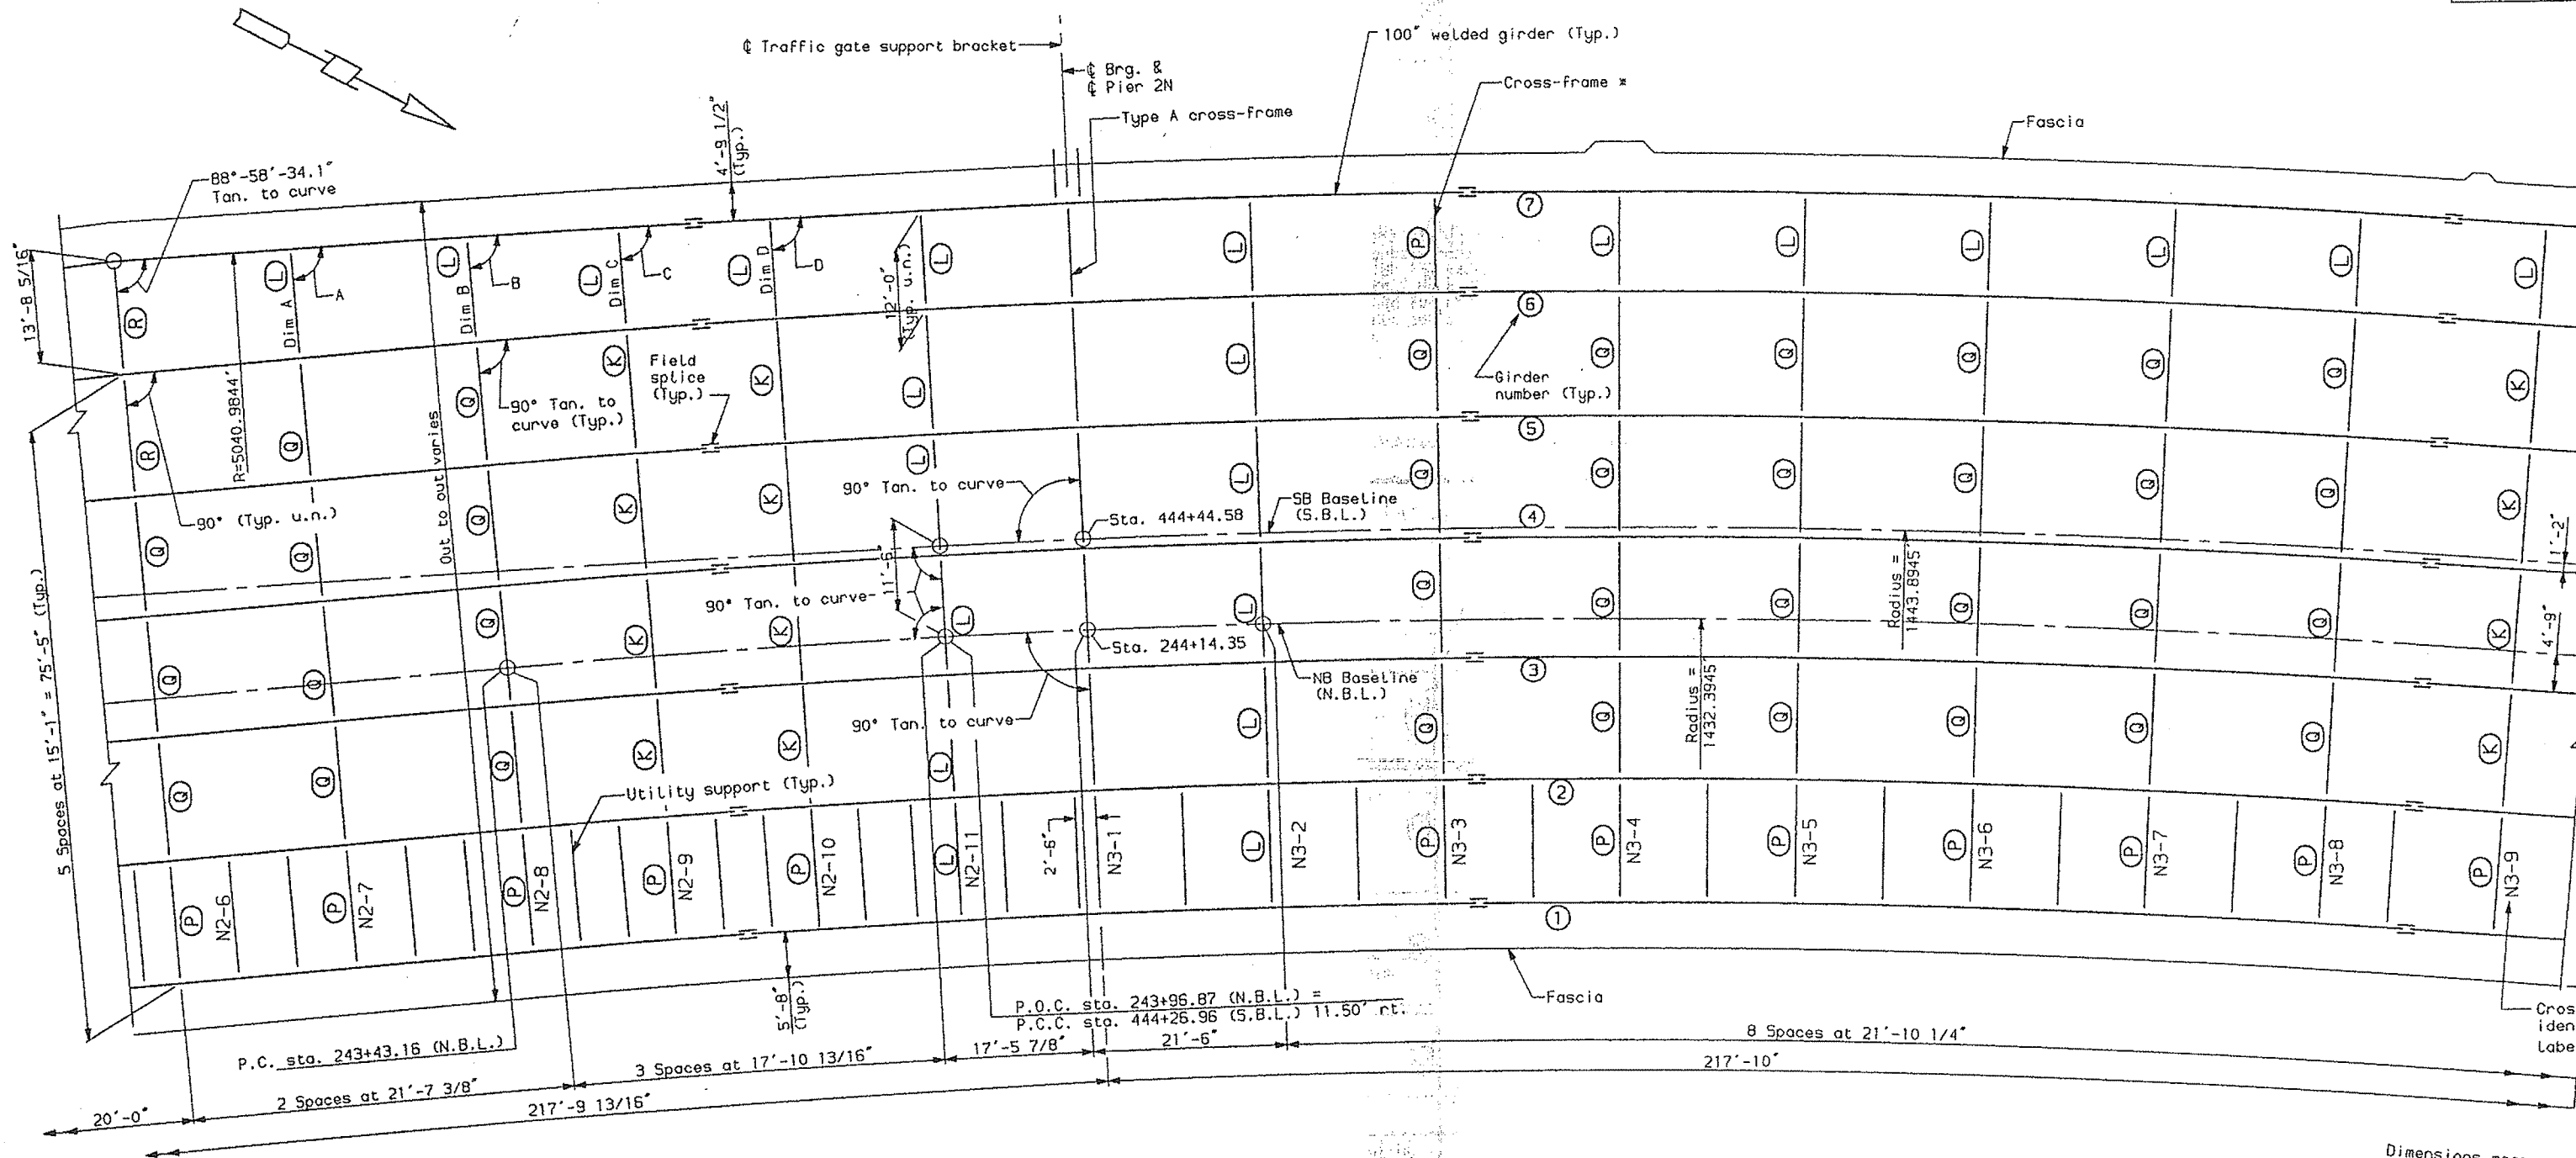 ℄ Traffic gate support bracket
℄ Brg. &
℄ Pier 2N
Type A cross-frame
100" welded girder (Typ.)
Cross-frame *
Fascia
88°-58'-34.1"
Tan. to curve
4'-9 1/2"
(Typ.)
13'-8 5/16"
R=5040.9844'
Out to out varies
Dim A
Dim B
Dim C
Dim D
A
B
C
D
12'-0"
(Typ. u.n.)
R
L
L
L
L
L
L
P
L
L
L
L
L
L
7
6
Girder
number (Typ.)
R
Q
Q
K
K
L
L
Q
Q
Q
Q
Q
Q
K
Field
splice
(Typ.)
90° Tan. to
curve (Typ.)
90° (Typ. u.n.)
5
Q
Q
Q
K
K
L
L
Q
Q
Q
Q
Q
Q
K
90° Tan. to curve
Sta. 444+44.58
SB Baseline
(S.B.L.)
4
11'-6"
90° Tan. to curve
Radius =
1443.8945'
1'-2"
4'-9"
Q
Q
Q
K
K
L
L
Q
Q
Q
Q
Q
Q
K
Sta. 244+14.35
NB Baseline
(N.B.L.)
3
Radius =
1432.3945'
90° Tan. to curve
Q
Q
Q
K
K
L
L
Q
Q
Q
Q
Q
Q
K
5 Spaces at 15'-1" = 75'-5" (Typ.)
Utility support (Typ.)
2
2'-6"
P
N2-6
P
N2-7
P
N2-8
P
N2-9
P
N2-10
L
N2-11
N3-1
L
N3-2
P
N3-3
P
N3-4
P
N3-5
P
N3-6
P
N3-7
P
N3-8
P
N3-9
1
5'-8"
(Typ.)
Fascia
P.O.C. sta. 243+96.87 (N.B.L.) =
P.C.C. sta. 444+26.96 (S.B.L.) 11.50' rt.
P.C. sta. 243+43.16 (N.B.L.)
20'-0"
2 Spaces at 21'-7 3/8"
3 Spaces at 17'-10 13/16"
17'-5 7/8"
21'-6"
8 Spaces at 21'-10 1/4"
217'-9 13/16"
217'-10"
Cros
iden
labe
Dimensions